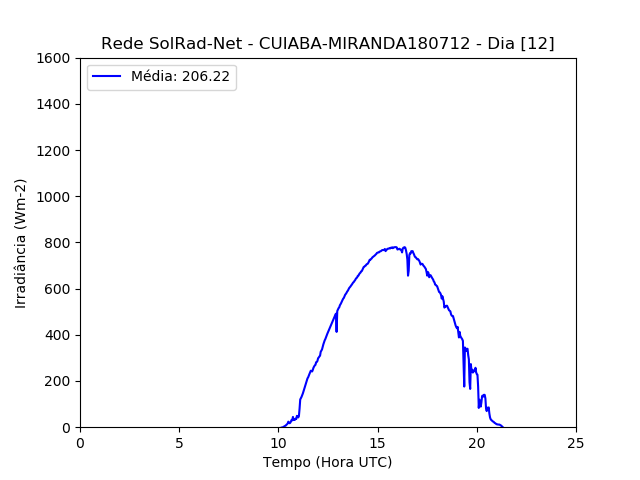 Rede SolRad-Net - CUIABA-MIRANDA180712 - Dia [12]
1600
Média: 206.22
1400
1200
1000
800
600
400
200
0
Irradiância (Wm-2)
0 5 10 15 20 25
Tempo (Hora UTC)